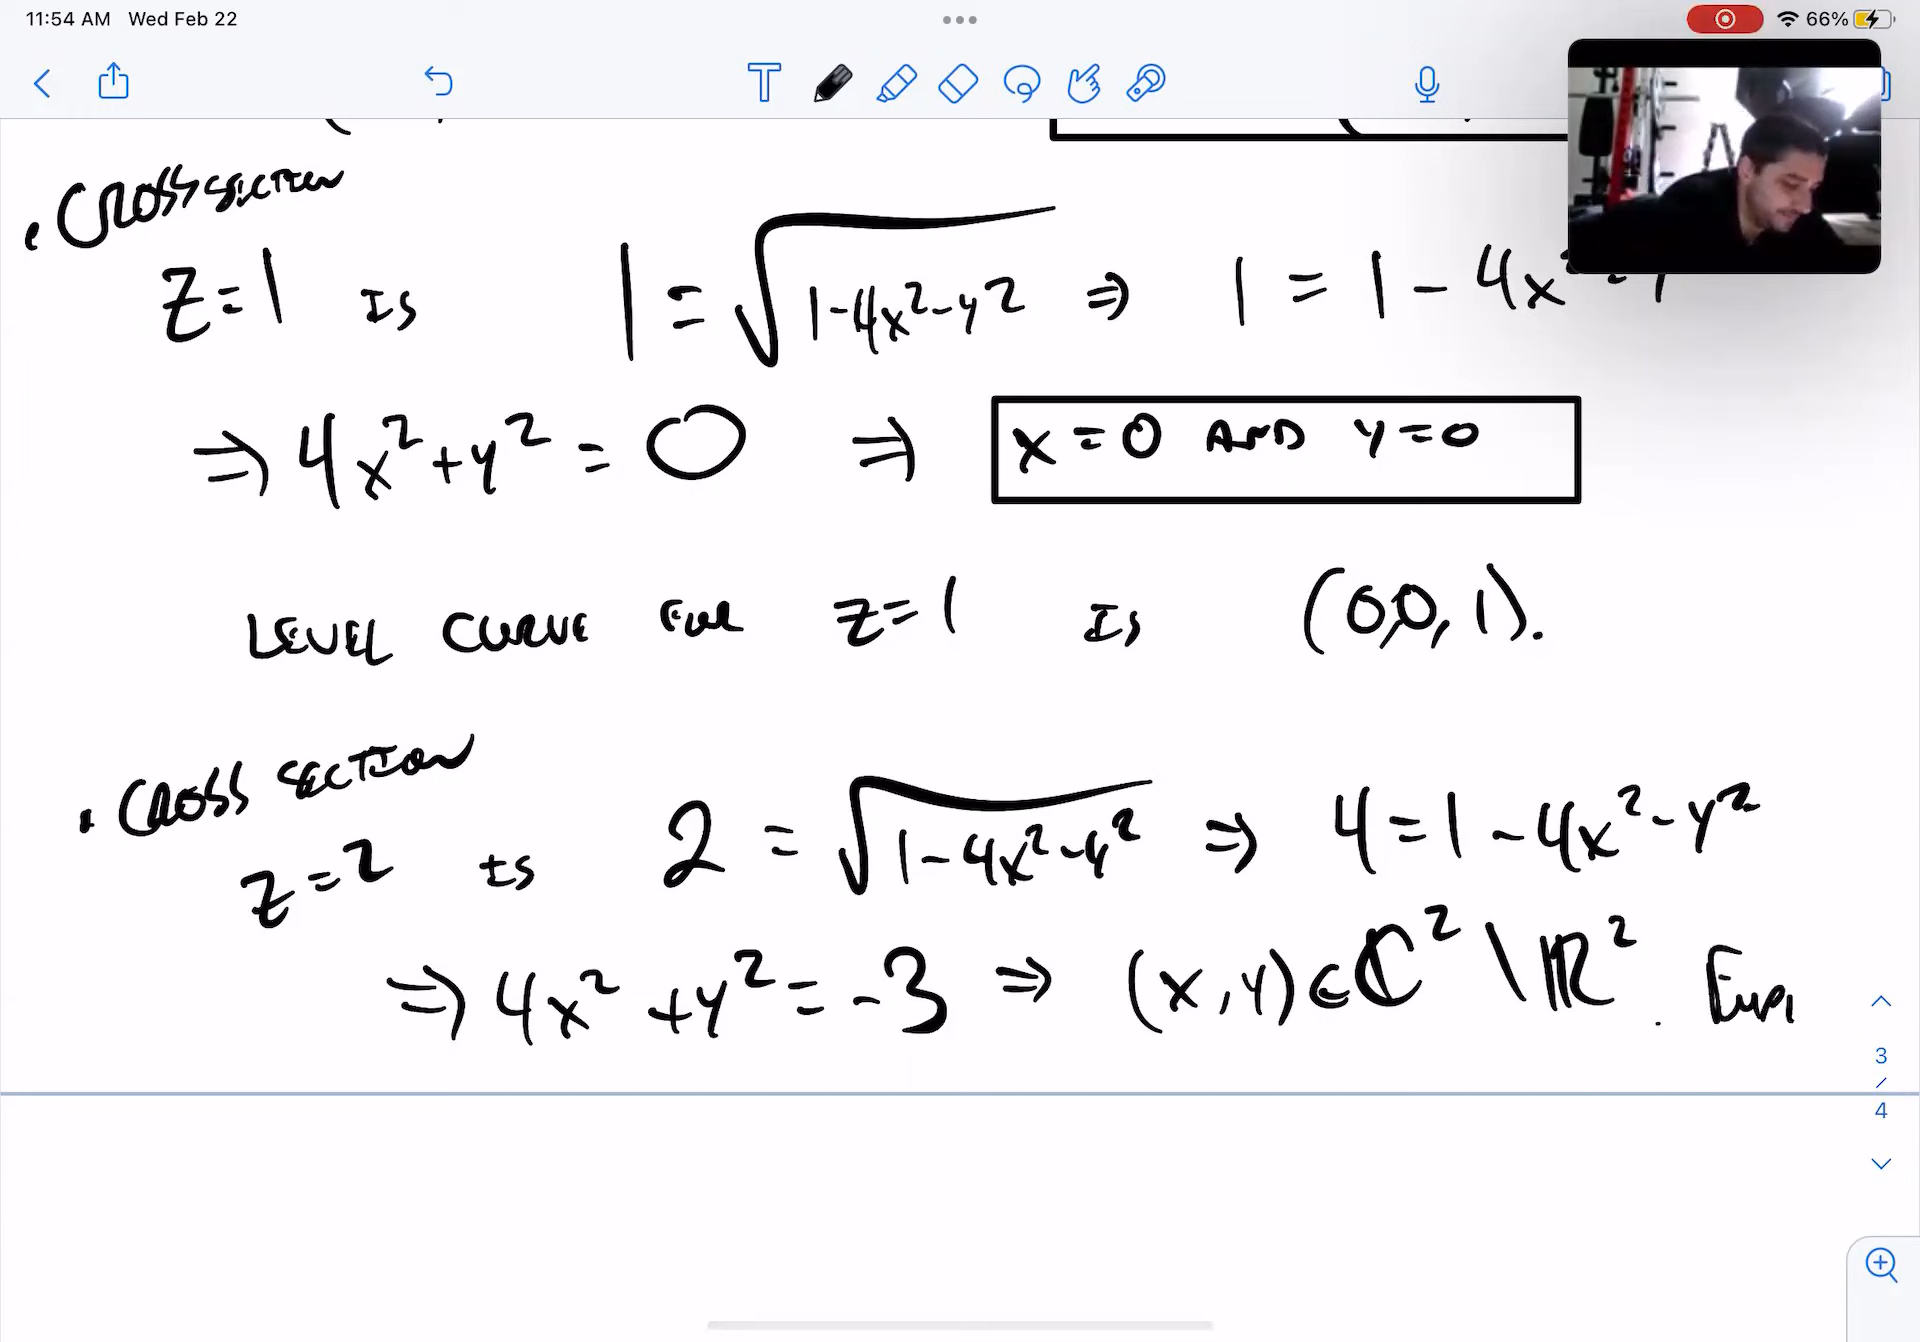 11:54 AM Wed Feb 22
66%
• CROSS SECTION
z=1 IS 1 = √(1-4x²-y²) ⇒ 1 = 1 - 4x² -
⇒ 4x² + y² = 0 ⇒ x = 0 AND y = 0
LEVEL CURVE FOR z=1 IS (0,0,1).
• CROSS SECTION
z=2 IS 2 = √(1-4x²-y²) ⇒ 4 = 1 - 4x² - y²
⇒ 4x² + y² = -3 ⇒ (x,y) ∈ ℂ² \ ℝ².
3
/
4